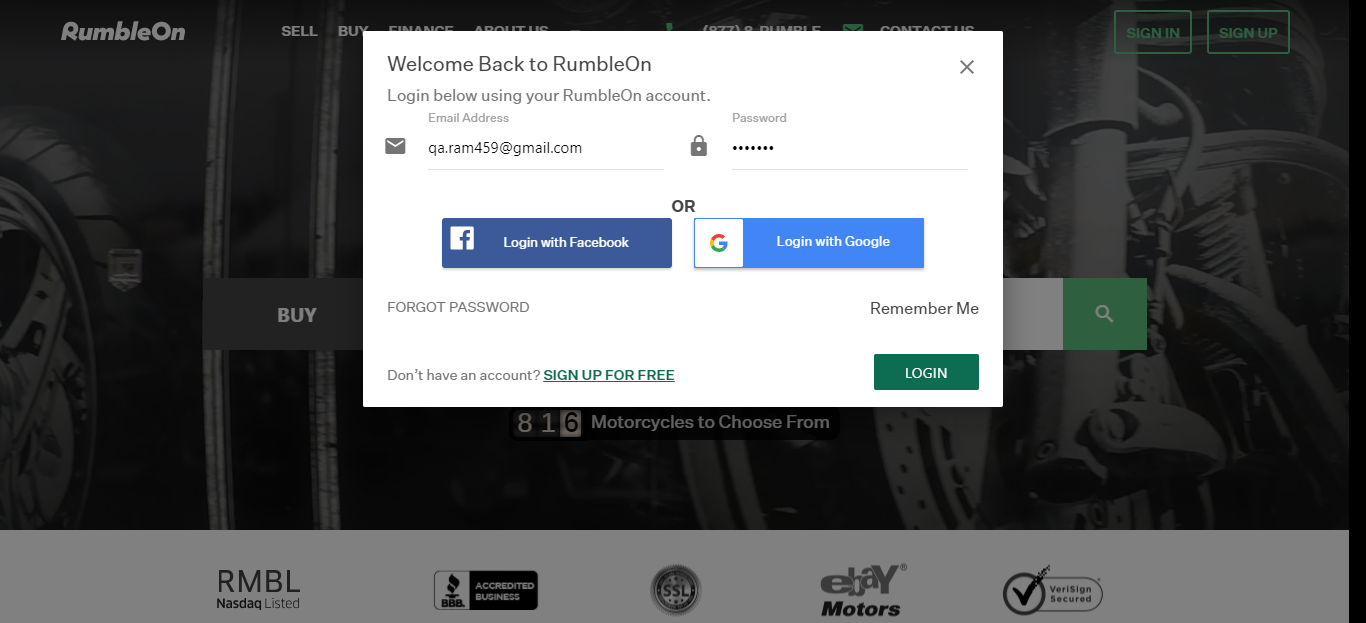 RumbleOn
SELL BUY FINANCE ABOUT US (877) 8-RUMBLE CONTACT US SIGN IN SIGN UP
Welcome Back to RumbleOn
Login below using your RumbleOn account.
Email Address Password
qa.ram459@gmail.com •••••••
OR
Login with Facebook Login with Google
FORGOT PASSWORD Remember Me
BUY
Don't have an account? SIGN UP FOR FREE LOGIN
816 Motorcycles to Choose From
RMBL
Nasdaq Listed
BBB. ACCREDITED
BUSINESS
SSL
ebay®
Motors
VeriSign
Secured